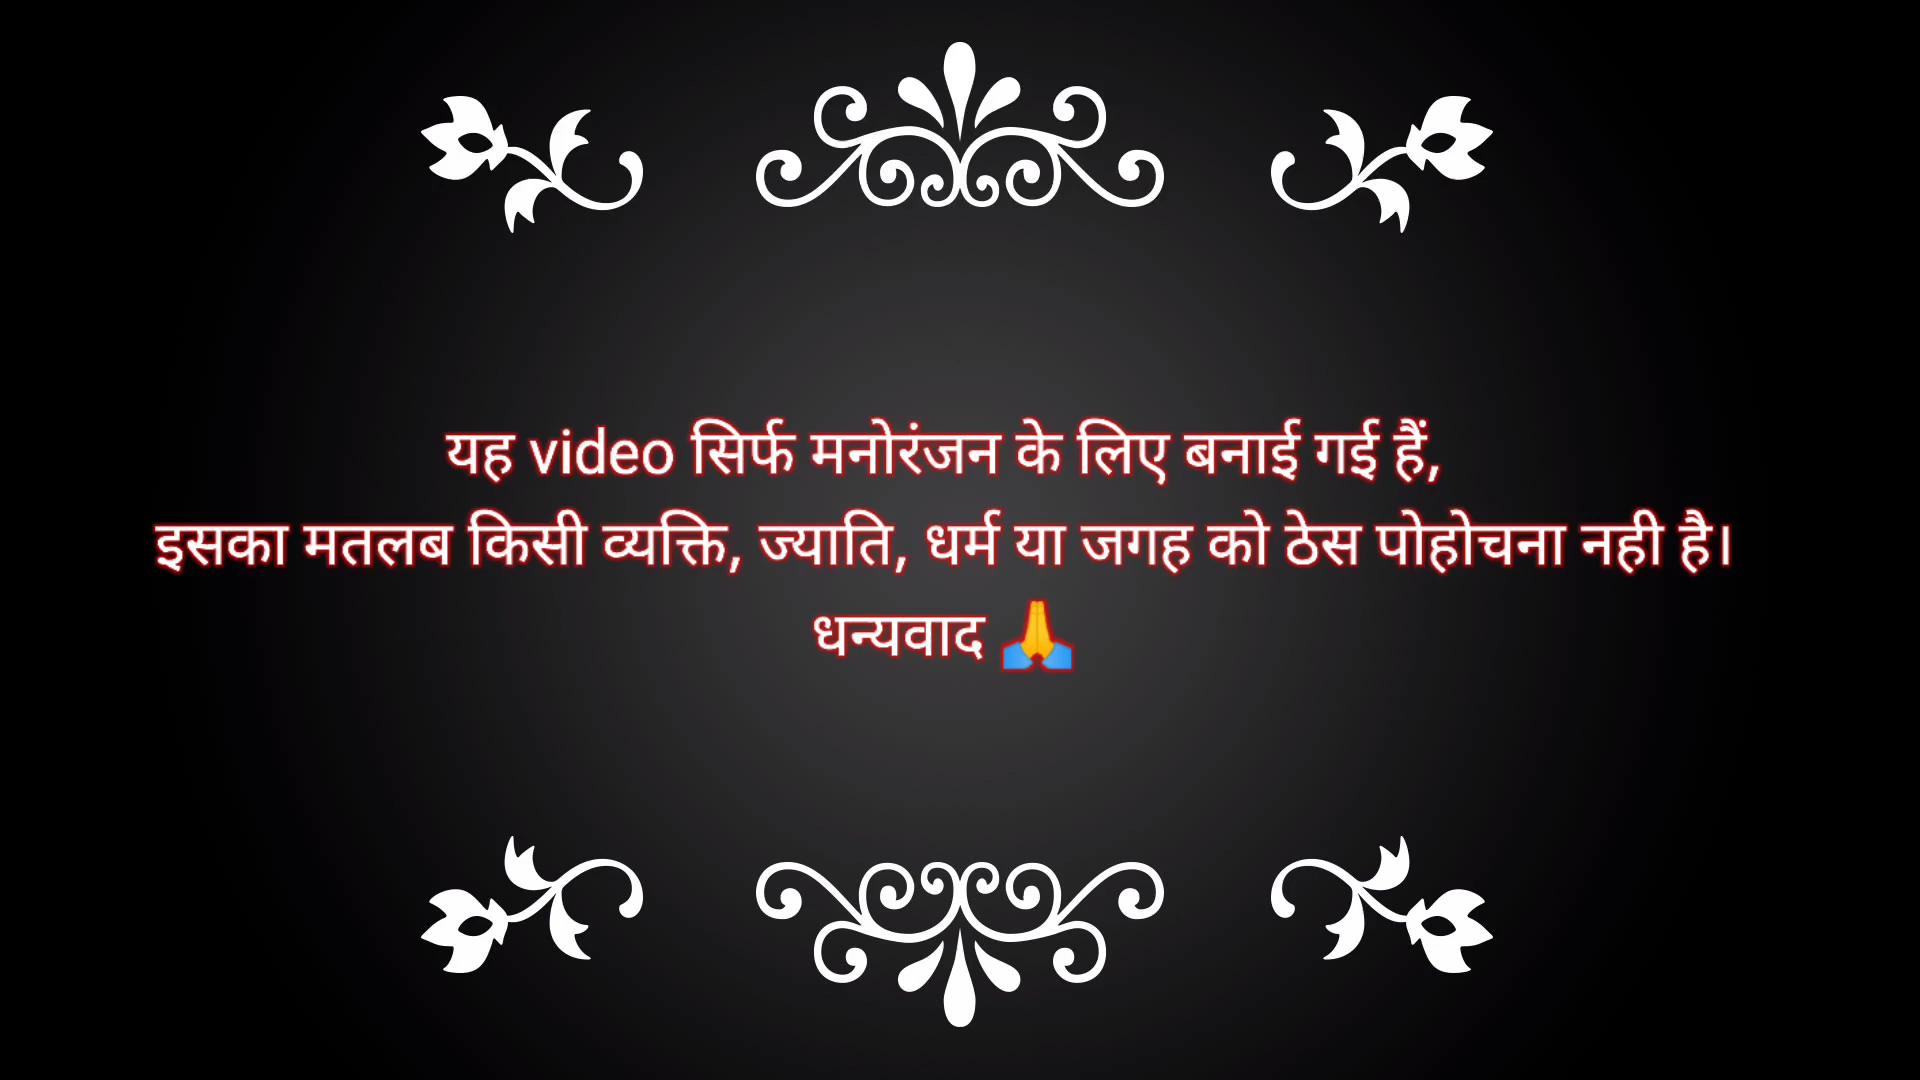 यह video सिर्फ मनोरंजन के लिए बनाई गई हैं,
इसका मतलब किसी व्यक्ति, ज्याति, धर्म या जगह को ठेस पोहोचना नही है।
धन्यवाद 🙏